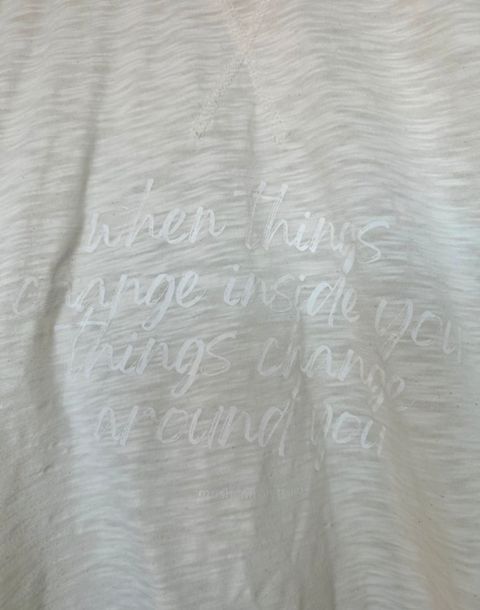 when things
change inside you
things change
around you